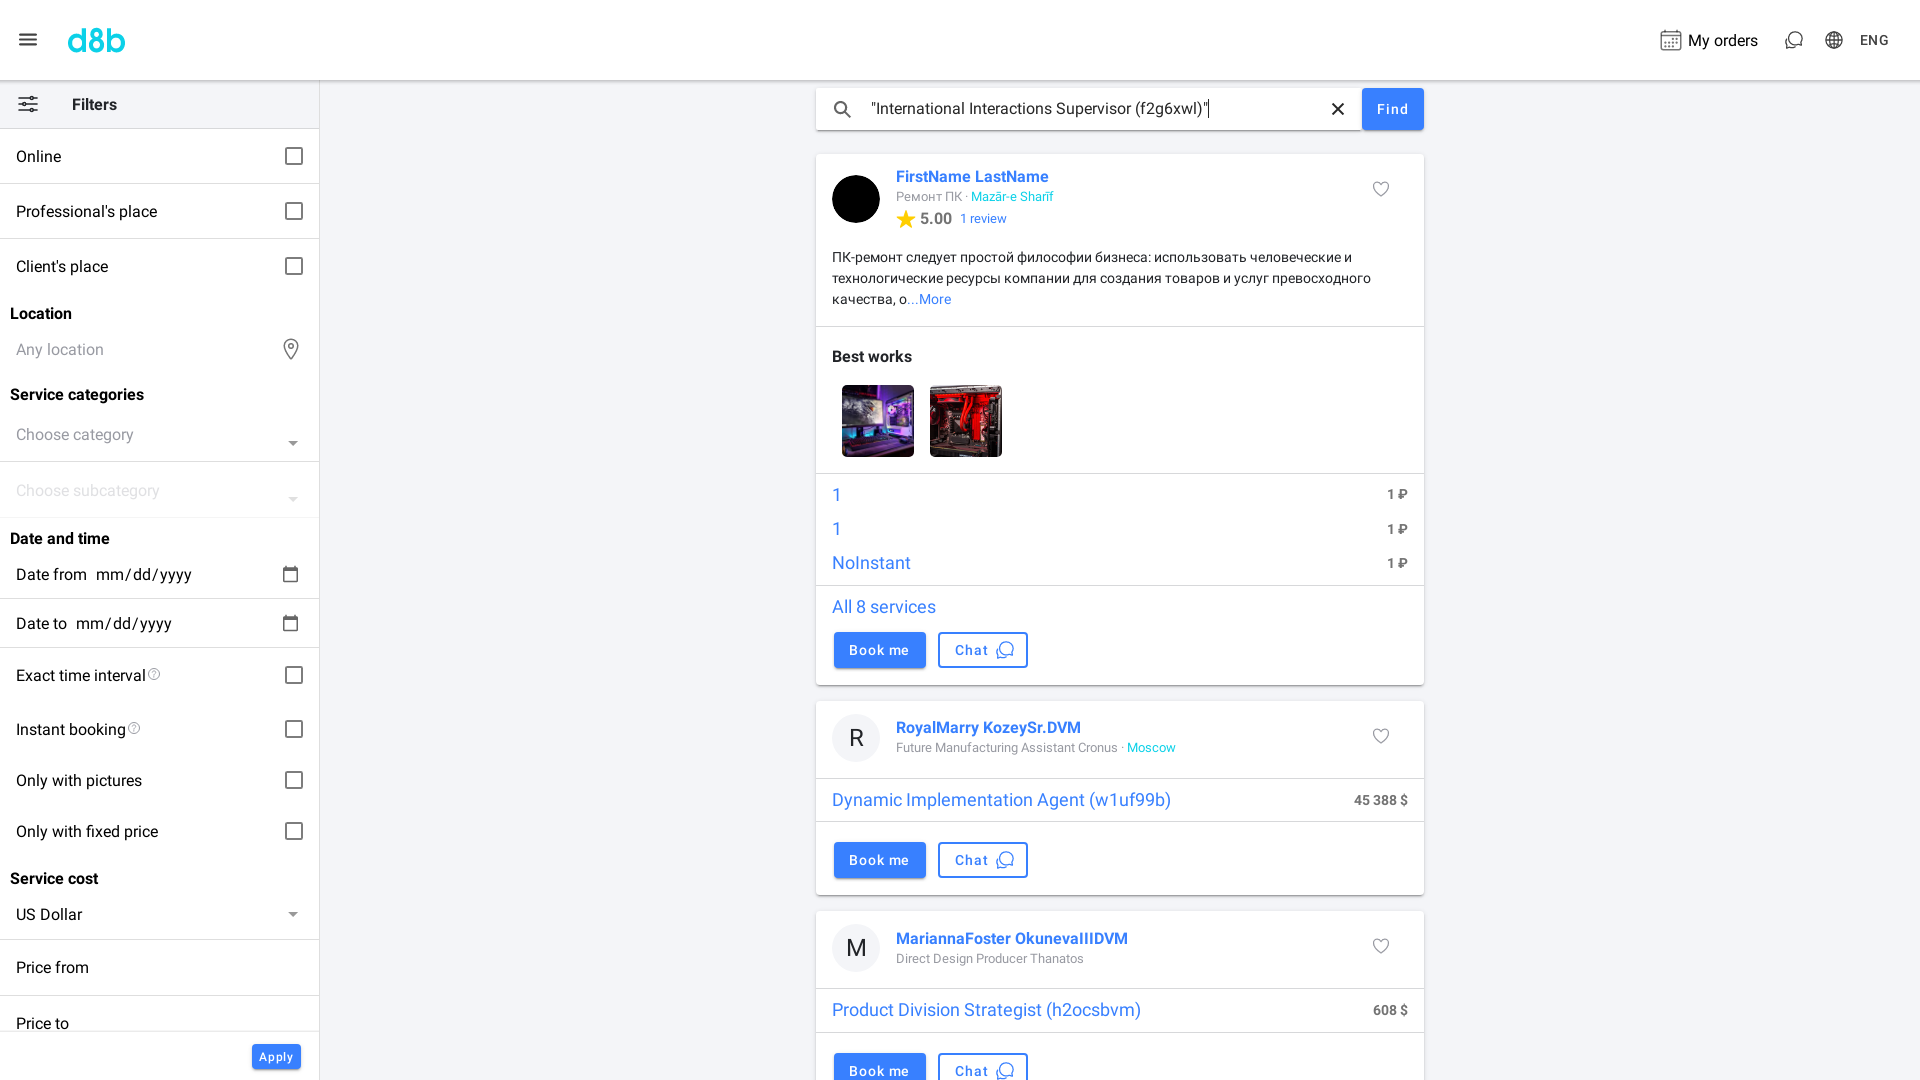 d8b
My orders
ENG
Filters
Online
Professional's place
Client's place
Location
Any location
Service categories
Choose category
Choose subcategory
Date and time
Date from mm/dd/yyyy
Date to mm/dd/yyyy
Exact time interval
Instant booking
Only with pictures
Only with fixed price
Service cost
US Dollar
Price from
Price to
Apply
"International Interactions Supervisor (f2g6xwl)"
Find
FirstName LastName
Ремонт ПК · Mazār-e Sharīf
5.00 1 review
ПК-ремонт следует простой философии бизнеса: использовать человеческие и
технологические ресурсы компании для создания товаров и услуг превосходного
качества, о...More
Best works
1 1 ₽
1 1 ₽
NoInstant 1 ₽
All 8 services
Book me Chat
R
RoyalMarry KozeySr.DVM
Future Manufacturing Assistant Cronus · Moscow
Dynamic Implementation Agent (w1uf99b) 45 388 $
Book me Chat
M
MariannaFoster OkunevaIIIDVM
Direct Design Producer Thanatos
Product Division Strategist (h2ocsbvm) 608 $
Book me Chat